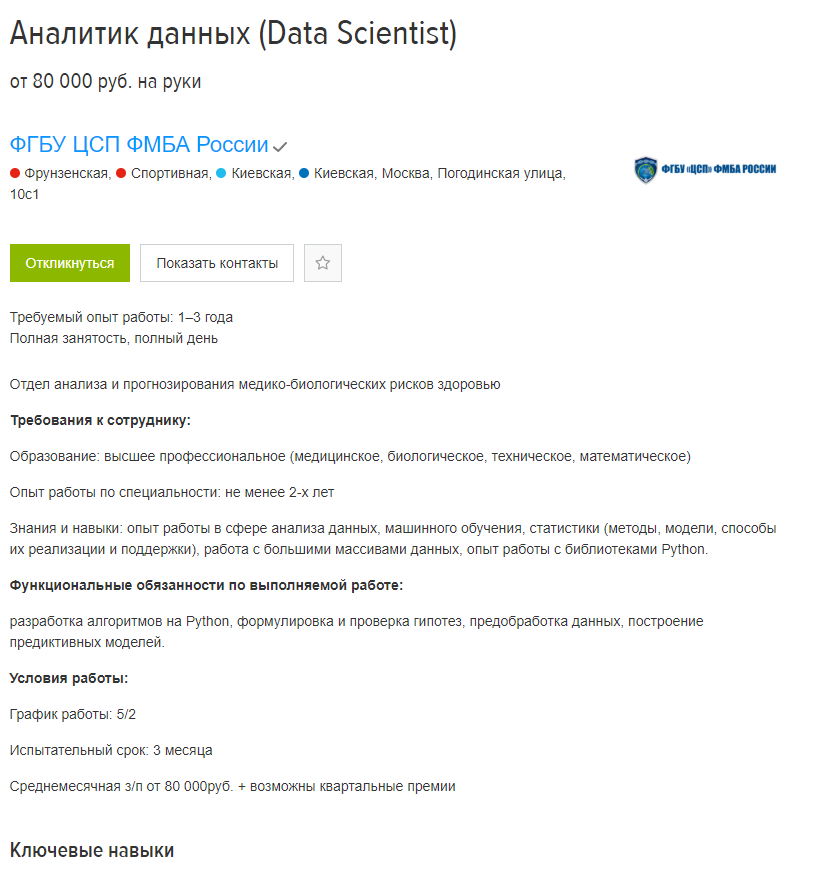 Аналитик данных (Data Scientist)
от 80 000 руб. на руки
ФГБУ ЦСП ФМБА России
ФГБУ «ЦСП» ФМБА РОССИИ
Фрунзенская, Спортивная, Киевская, Киевская, Москва, Погодинская улица,
10с1
Откликнуться
Показать контакты
Требуемый опыт работы: 1–3 года
Полная занятость, полный день
Отдел анализа и прогнозирования медико-биологических рисков здоровью
Требования к сотруднику:
Образование: высшее профессиональное (медицинское, биологическое, техническое, математическое)
Опыт работы по специальности: не менее 2-х лет
Знания и навыки: опыт работы в сфере анализа данных, машинного обучения, статистики (методы, модели, способы
их реализации и поддержки), работа с большими массивами данных, опыт работы с библиотеками Python.
Функциональные обязанности по выполняемой работе:
разработка алгоритмов на Python, формулировка и проверка гипотез, предобработка данных, построение
предиктивных моделей.
Условия работы:
График работы: 5/2
Испытательный срок: 3 месяца
Среднемесячная з/п от 80 000руб. + возможны квартальные премии
Ключевые навыки